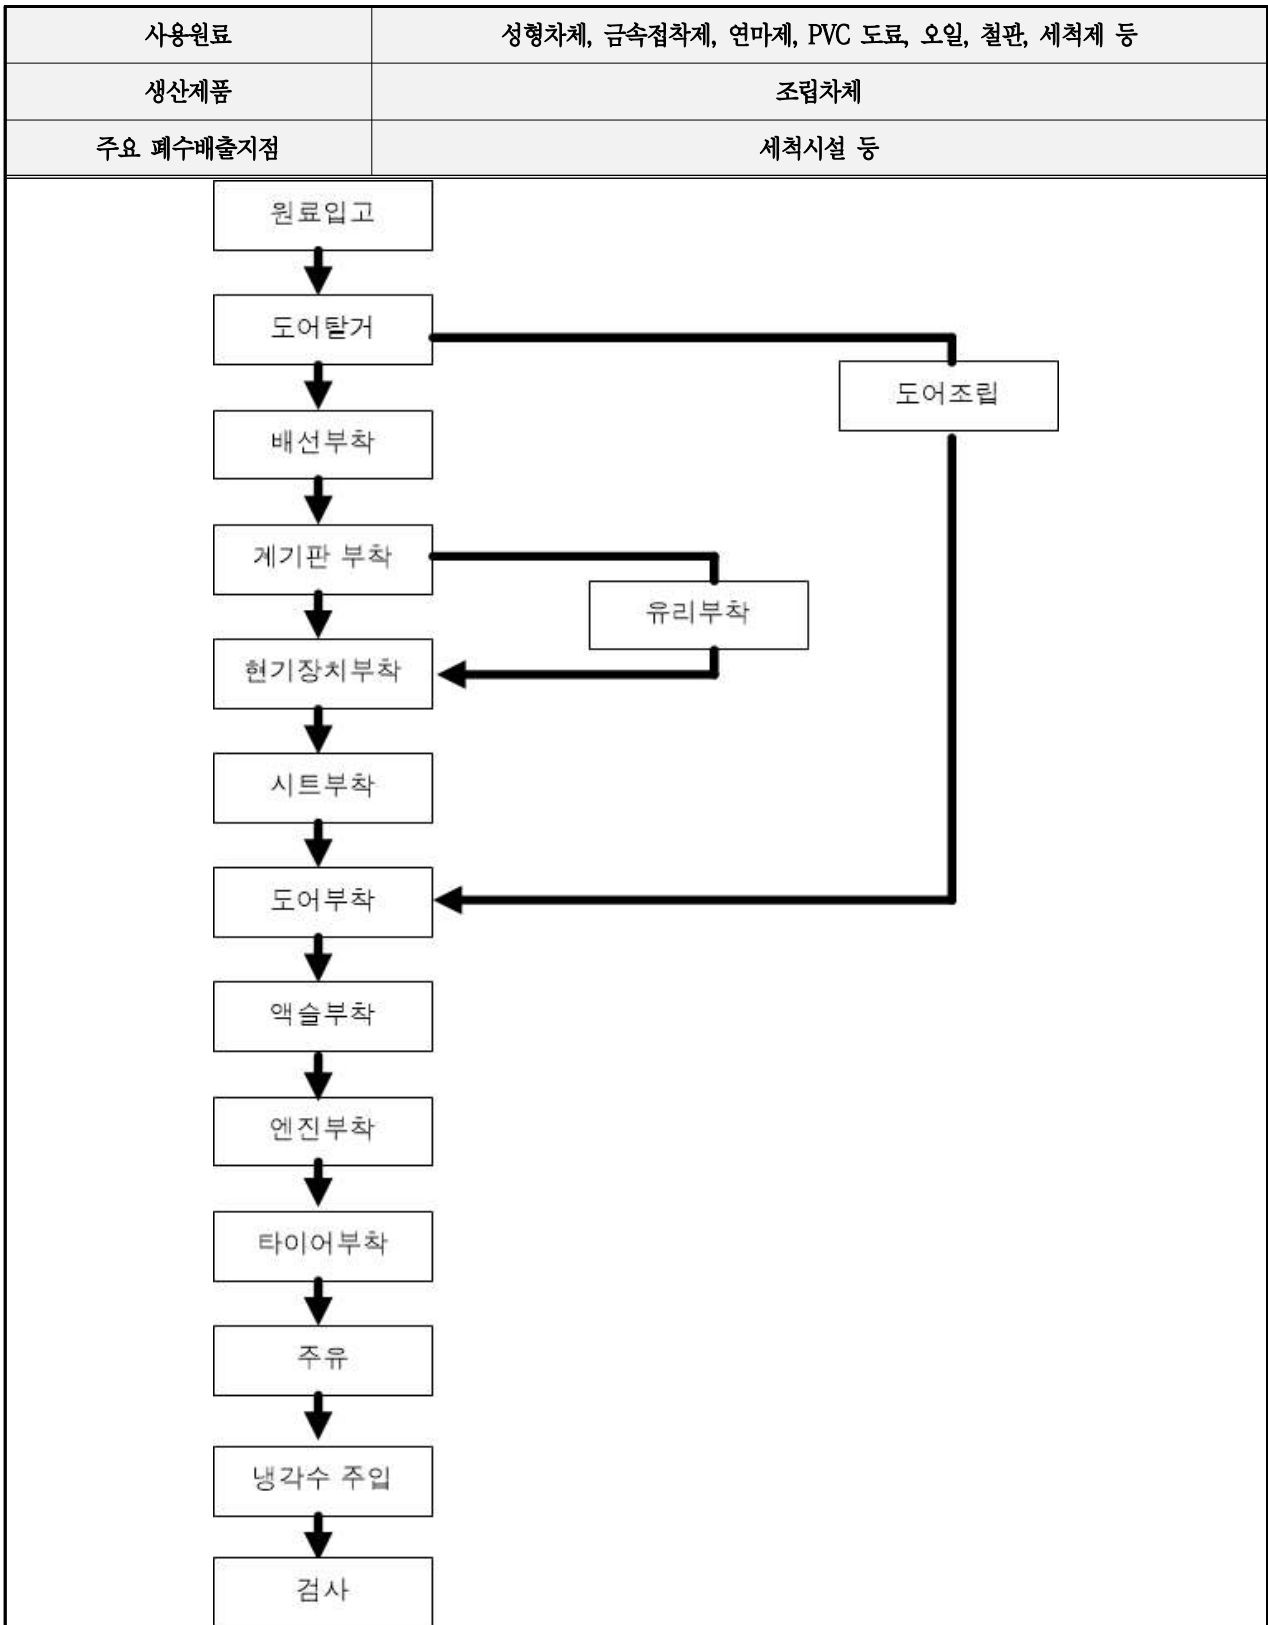 사용원료 성형차체, 금속접착제, 연마제, PVC 도료, 오일, 철판, 세척제 등
생산제품 조립차체
주요 폐수배출지점 세척시설 등
원료입고
도어탈거
도어조립
배선부착
계기판 부착
유리부착
현기장치부착
시트부착
도어부착
액슬부착
엔진부착
타이어부착
주유
냉각수 주입
검사